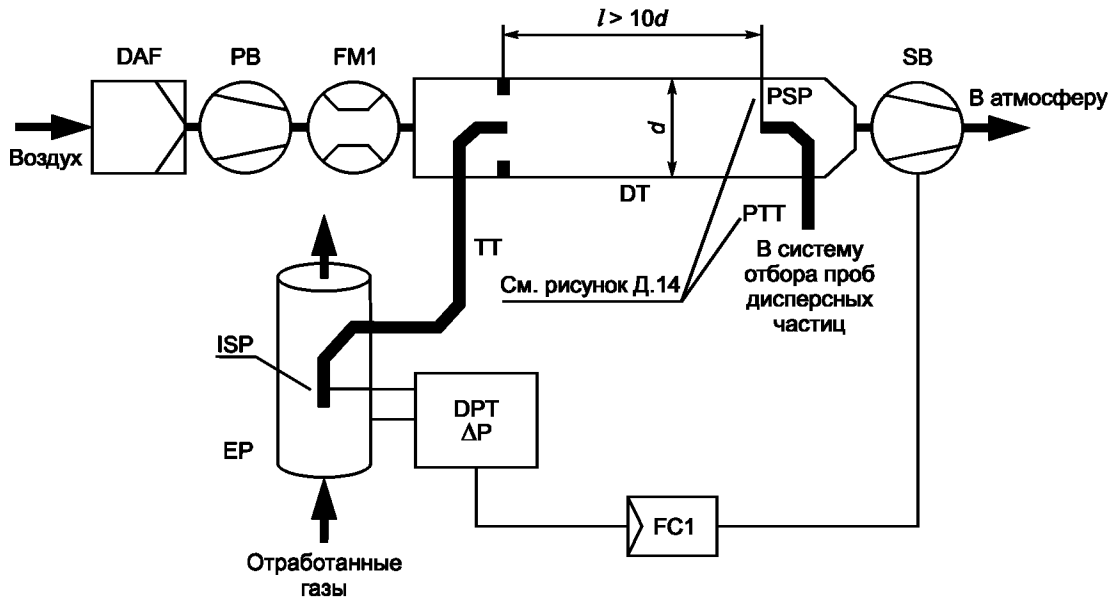 l > 10d
DAF
PB
FM1
SB
PSP
В атмосферу
Воздух
d
DT
PTT
TT
В систему
отбора проб
дисперсных
частиц
См. рисунок Д.14
ISP
DPT
ΔP
EP
FC1
Отработанные
газы